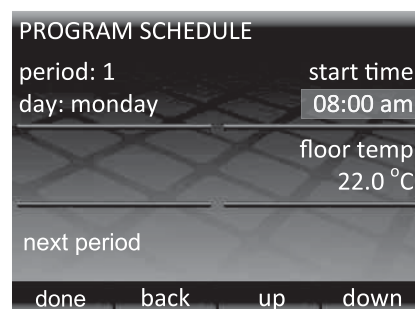 PROGRAM SCHEDULE
period: 1 start time
day: monday 08:00 am
floor temp
22.0 °C
next period
done back up down